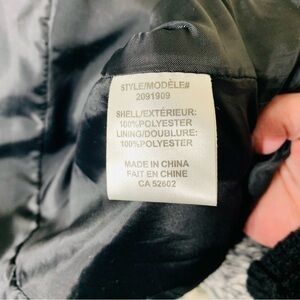 STYLE/MODÈLE#
2091909
SHELL/EXTÉRIEUR:
100%POLYESTER
LINING/DOUBLURE:
100%POLYESTER
MADE IN CHINA
FAIT EN CHINE
CA 52602